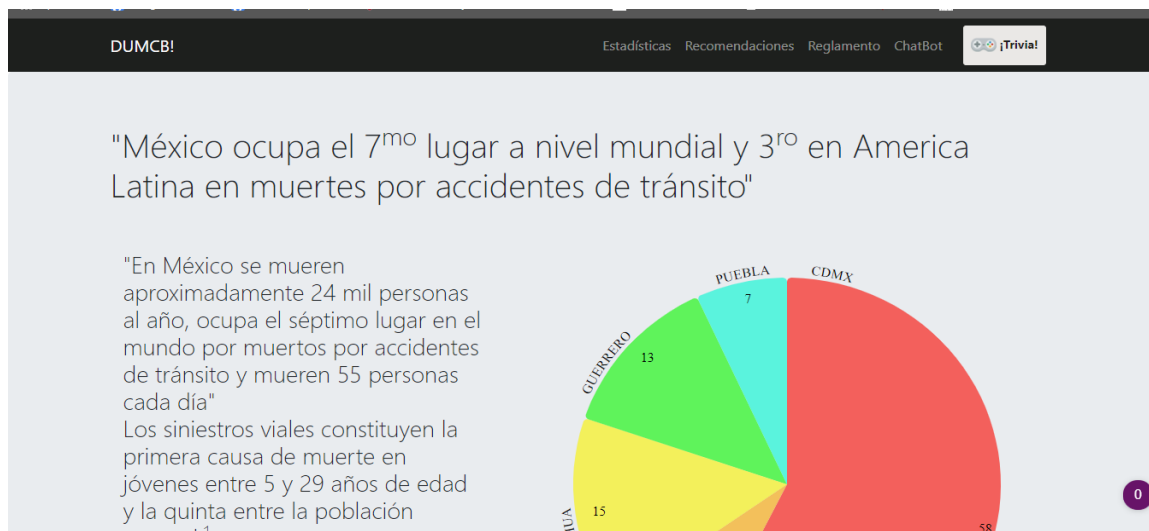 DUMCB!
Estadísticas Recomendaciones Reglamento ChatBot ¡Trivia!
"México ocupa el 7mo lugar a nivel mundial y 3ro en America
Latina en muertes por accidentes de tránsito"
"En México se mueren
aproximadamente 24 mil personas
al año, ocupa el séptimo lugar en el
mundo por muertos por accidentes
de tránsito y mueren 55 personas
cada día"
Los siniestros viales constituyen la
primera causa de muerte en
jóvenes entre 5 y 29 años de edad
y la quinta entre la población
PUEBLA
7
CDMX
GUERRERO
13
15
58
0